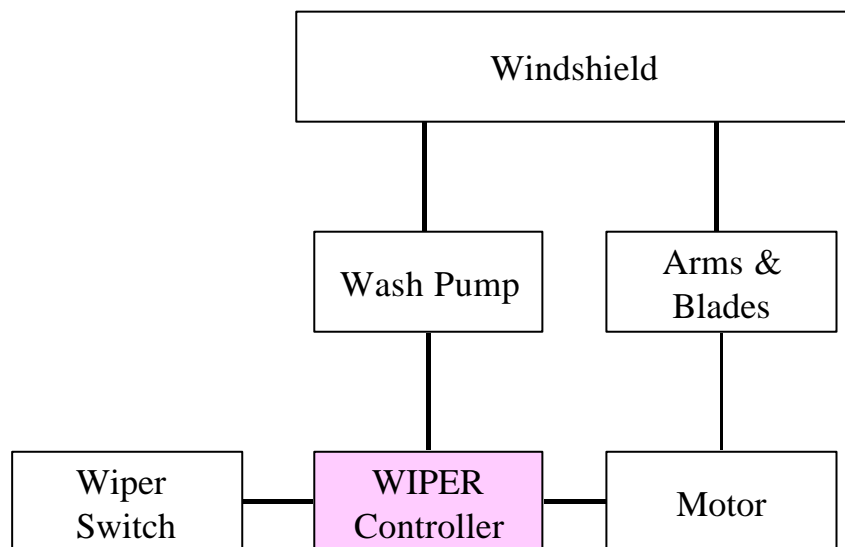 Windshield
Wash Pump
Arms &
Blades
Wiper
Switch
WIPER
Controller
Motor